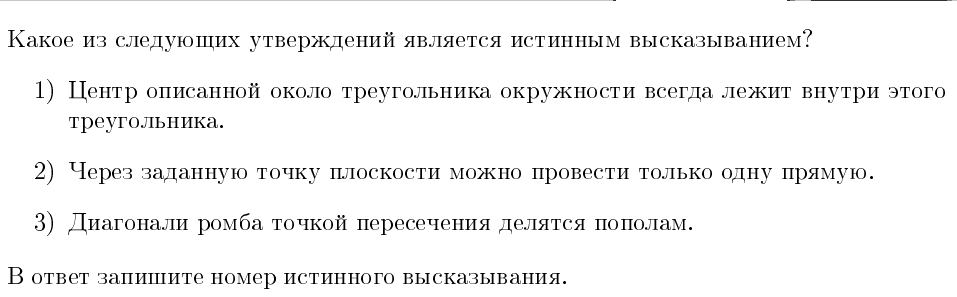 Какое из следующих утверждений является истинным высказыванием?
1) Центр описанной около треугольника окружности всегда лежит внутри этого
треугольника.
2) Через заданную точку плоскости можно провести только одну прямую.
3) Диагонали ромба точкой пересечения делятся пополам.
В ответ запишите номер истинного высказывания.